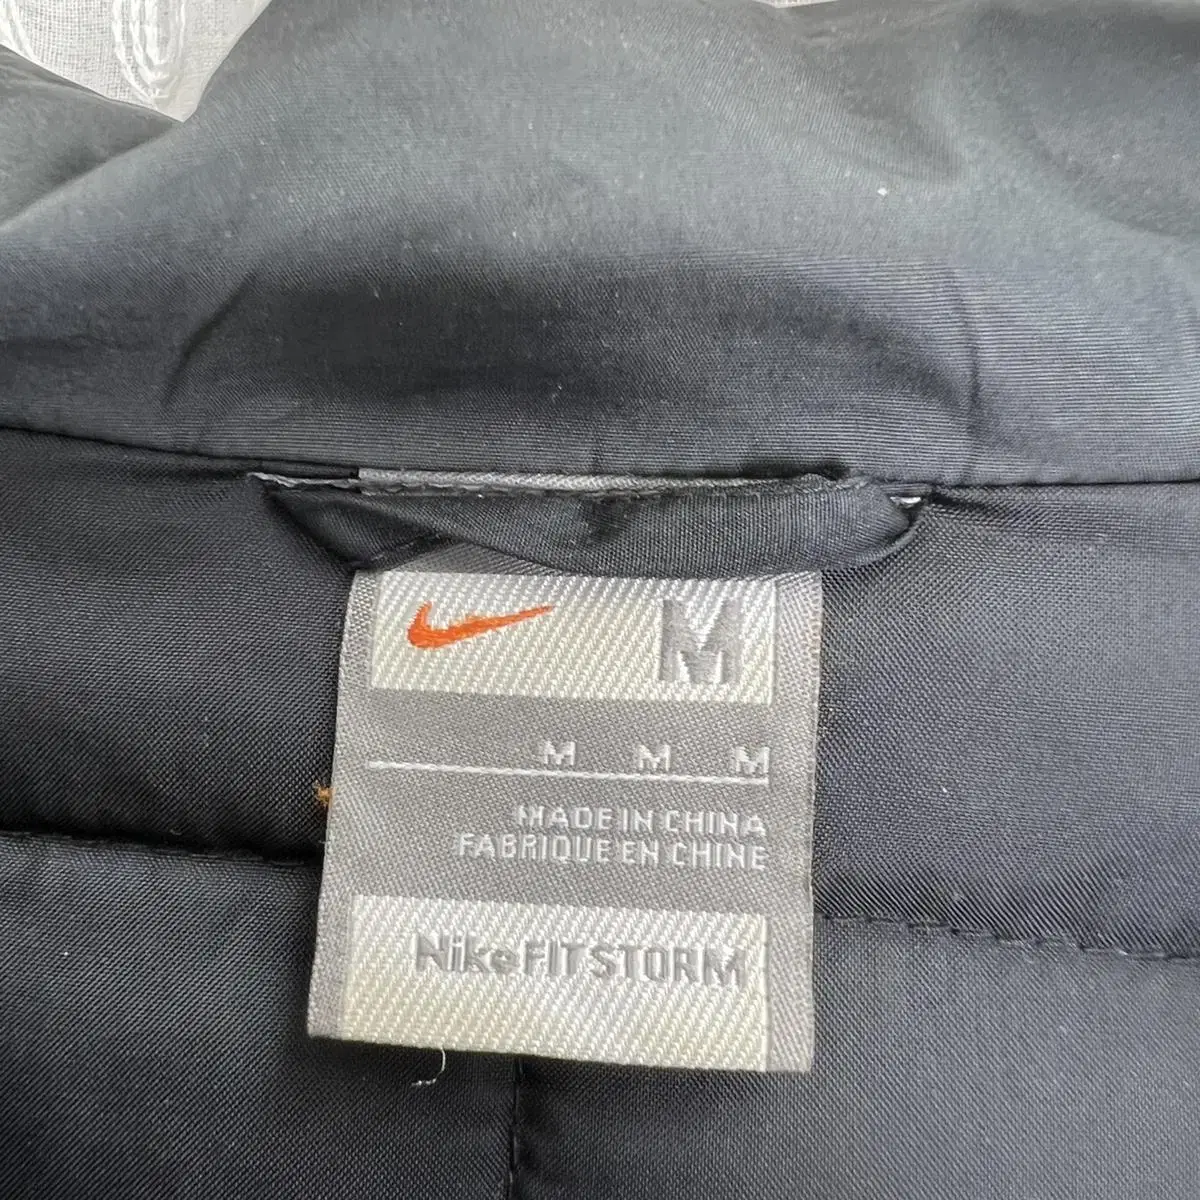 M
M M M
MADE IN CHINA
FABRIQUE EN CHINE
NikeFIT STORM